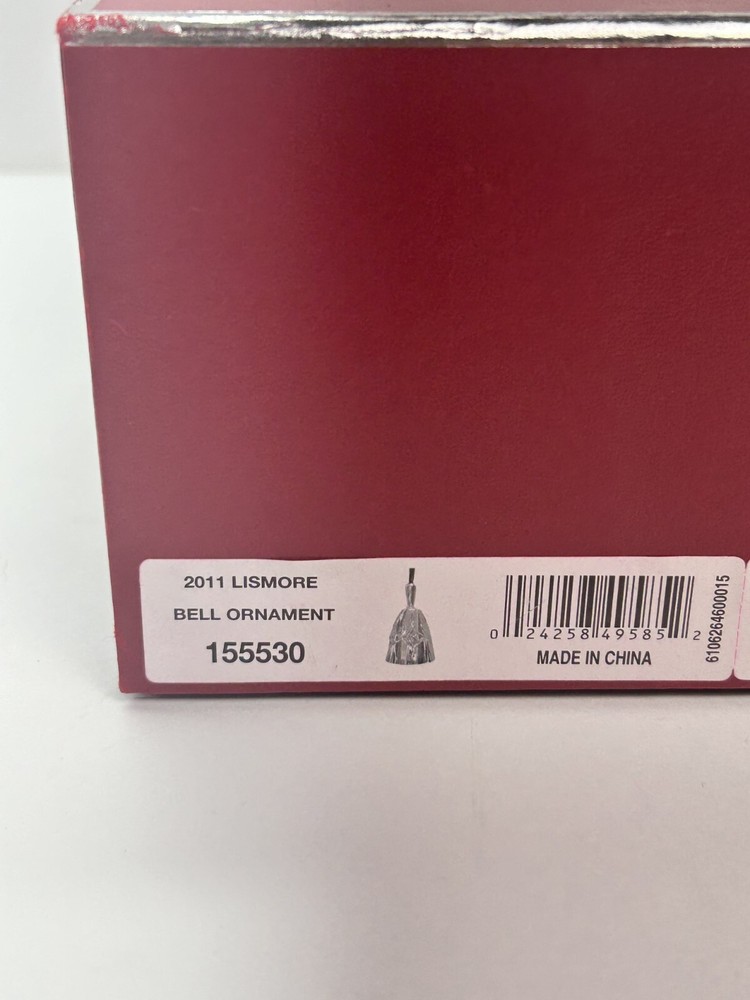 2011 LISMORE
BELL ORNAMENT
155530
0 24258 49585 2
MADE IN CHINA
6106264600015